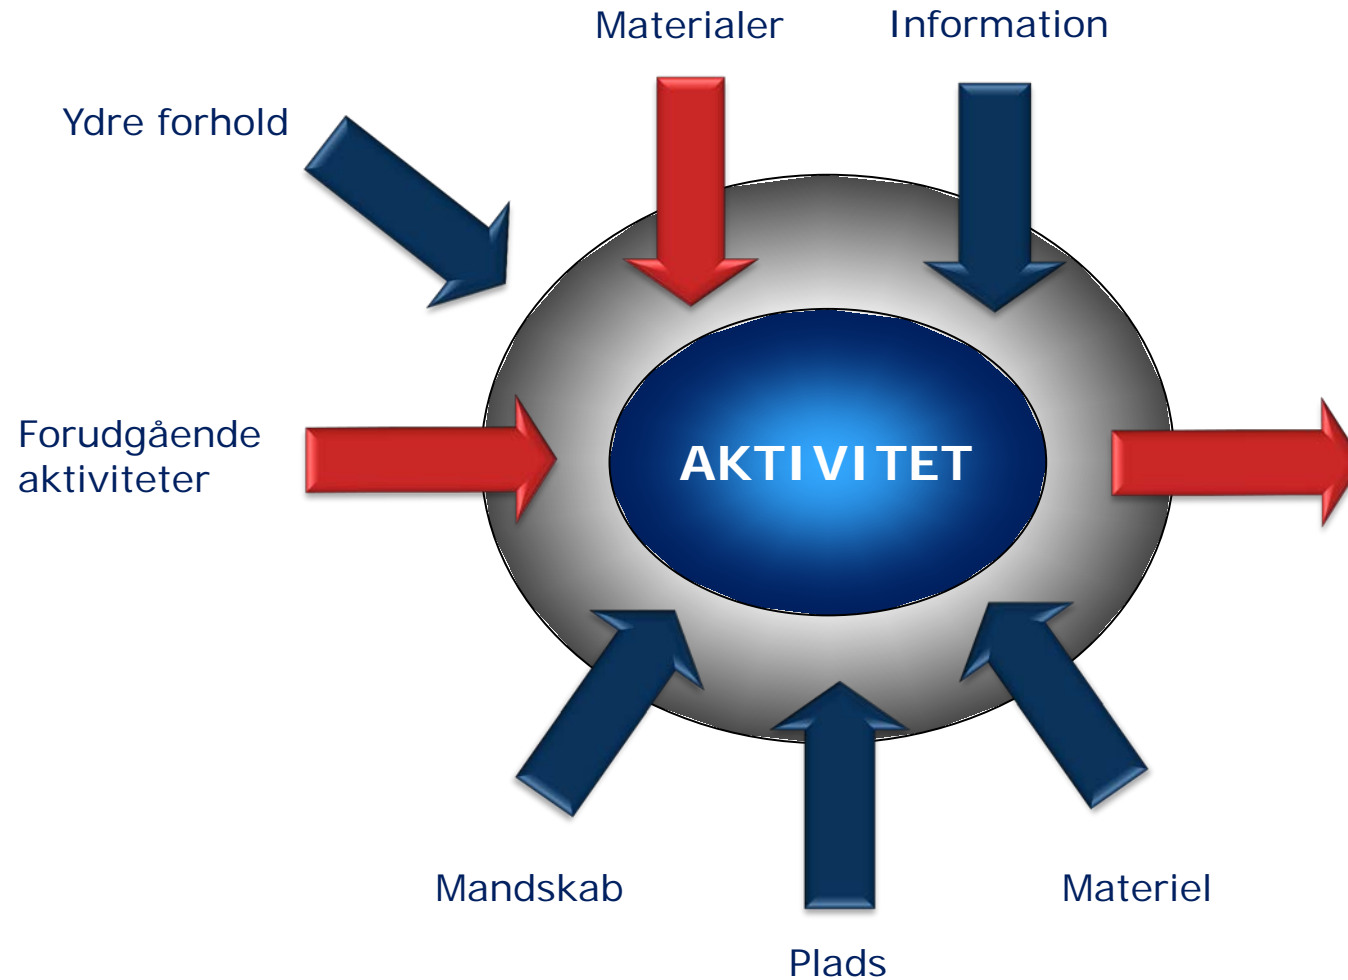 Materialer
Information
Ydre forhold
Forudgående
aktiviteter
AKTIVITET
Mandskab
Materiel
Plads